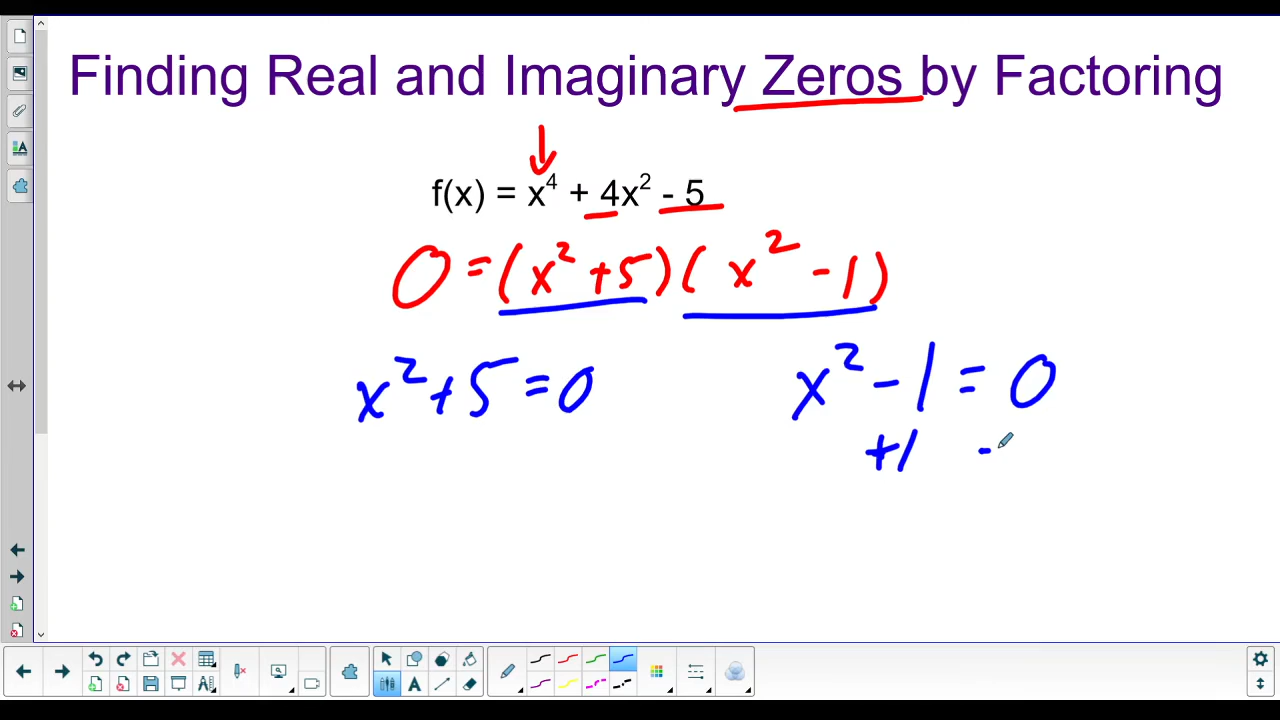 Finding Real and Imaginary Zeros by Factoring
f(x) = x⁴ + 4x² - 5
0 = (x² + 5)(x² - 1)
x² + 5 = 0
x² - 1 = 0
+1 -